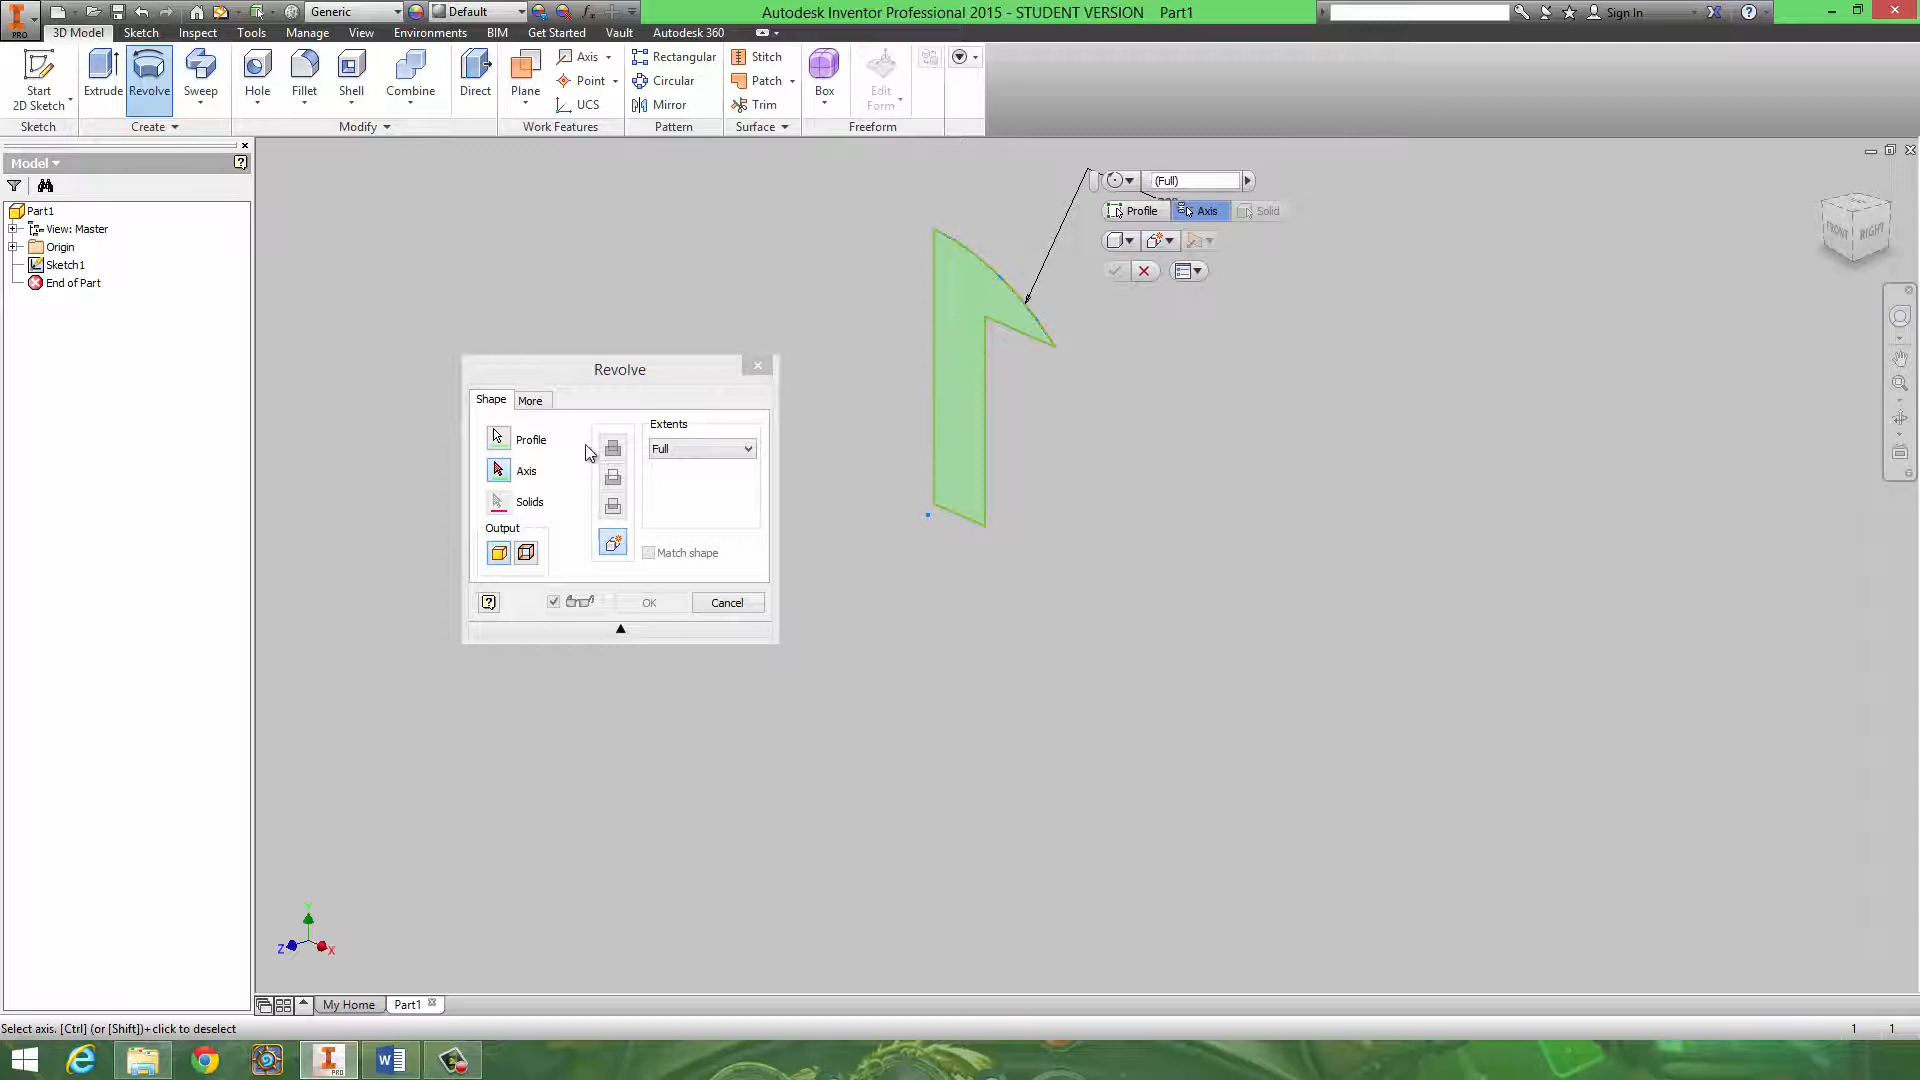 Generic
Default
Autodesk Inventor Professional 2015 - STUDENT VERSION Part1
Sign In
PRO
3D Model Sketch Inspect Tools Manage View Environments BIM Get Started Vault Autodesk 360
Start
2D Sketch
Extrude
Revolve
Sweep
Hole
Fillet
Shell
Combine
Direct
Plane
Axis
Point
UCS
Rectangular
Circular
Mirror
Stitch
Patch
Trim
Box
Edit
Form
Sketch Create Modify Work Features Pattern Surface Freeform
Model
Part1
View: Master
Origin
Sketch1
End of Part
(Full)
Profile Axis Solid
FRONT RIGHT
Revolve
Shape More
Profile
Axis
Solids
Output
Extents
Full
Match shape
OK Cancel
Y
Z
X
My Home Part1
Select axis. [Ctrl] (or [Shift])+click to deselect
1 1
PRO